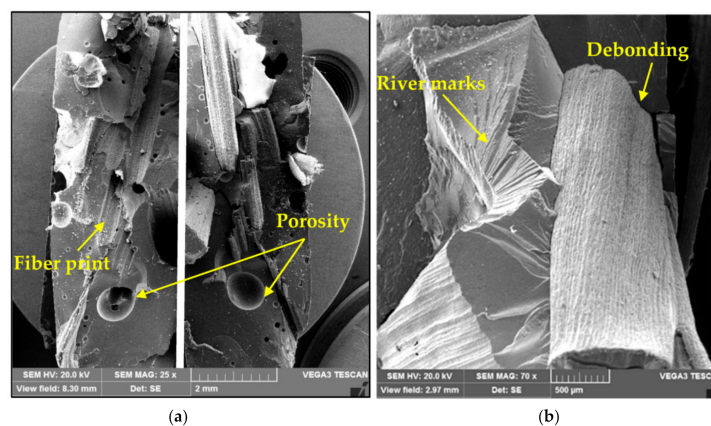 Fiber print
Porosity
SEM HV: 20.0 kV SEM MAG: 25 x VEGA3 TESCAN
View field: 8.30 mm Det: SE 2 mm
(a)
Debonding
River marks
SEM HV: 20.0 kV SEM MAG: 70 x VEGA3 TESC
View field: 2.97 mm Det: SE 500 µm
(b)